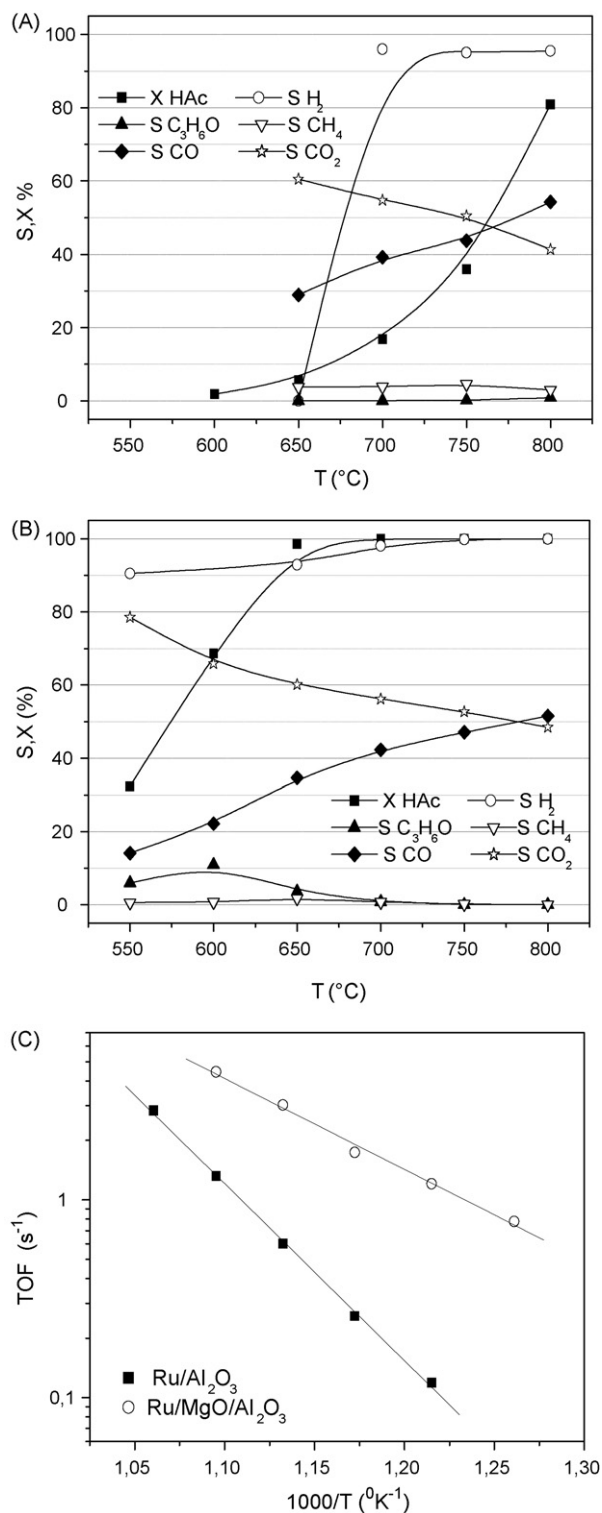 (A)
100
80
60
40
20
0
S,X %
X HAc S H₂
S C₃H₆O S CH₄
S CO S CO₂
550 600 650 700 750 800
T (°C)
(B)
100
80
60
40
20
0
S,X (%)
X HAc S H₂
S C₃H₆O S CH₄
S CO S CO₂
550 600 650 700 750 800
T (°C)
(C)
1
0,1
TOF (s⁻¹)
Ru/Al₂O₃
Ru/MgO/Al₂O₃
1,05 1,10 1,15 1,20 1,25 1,30
1000/T (⁰K⁻¹)